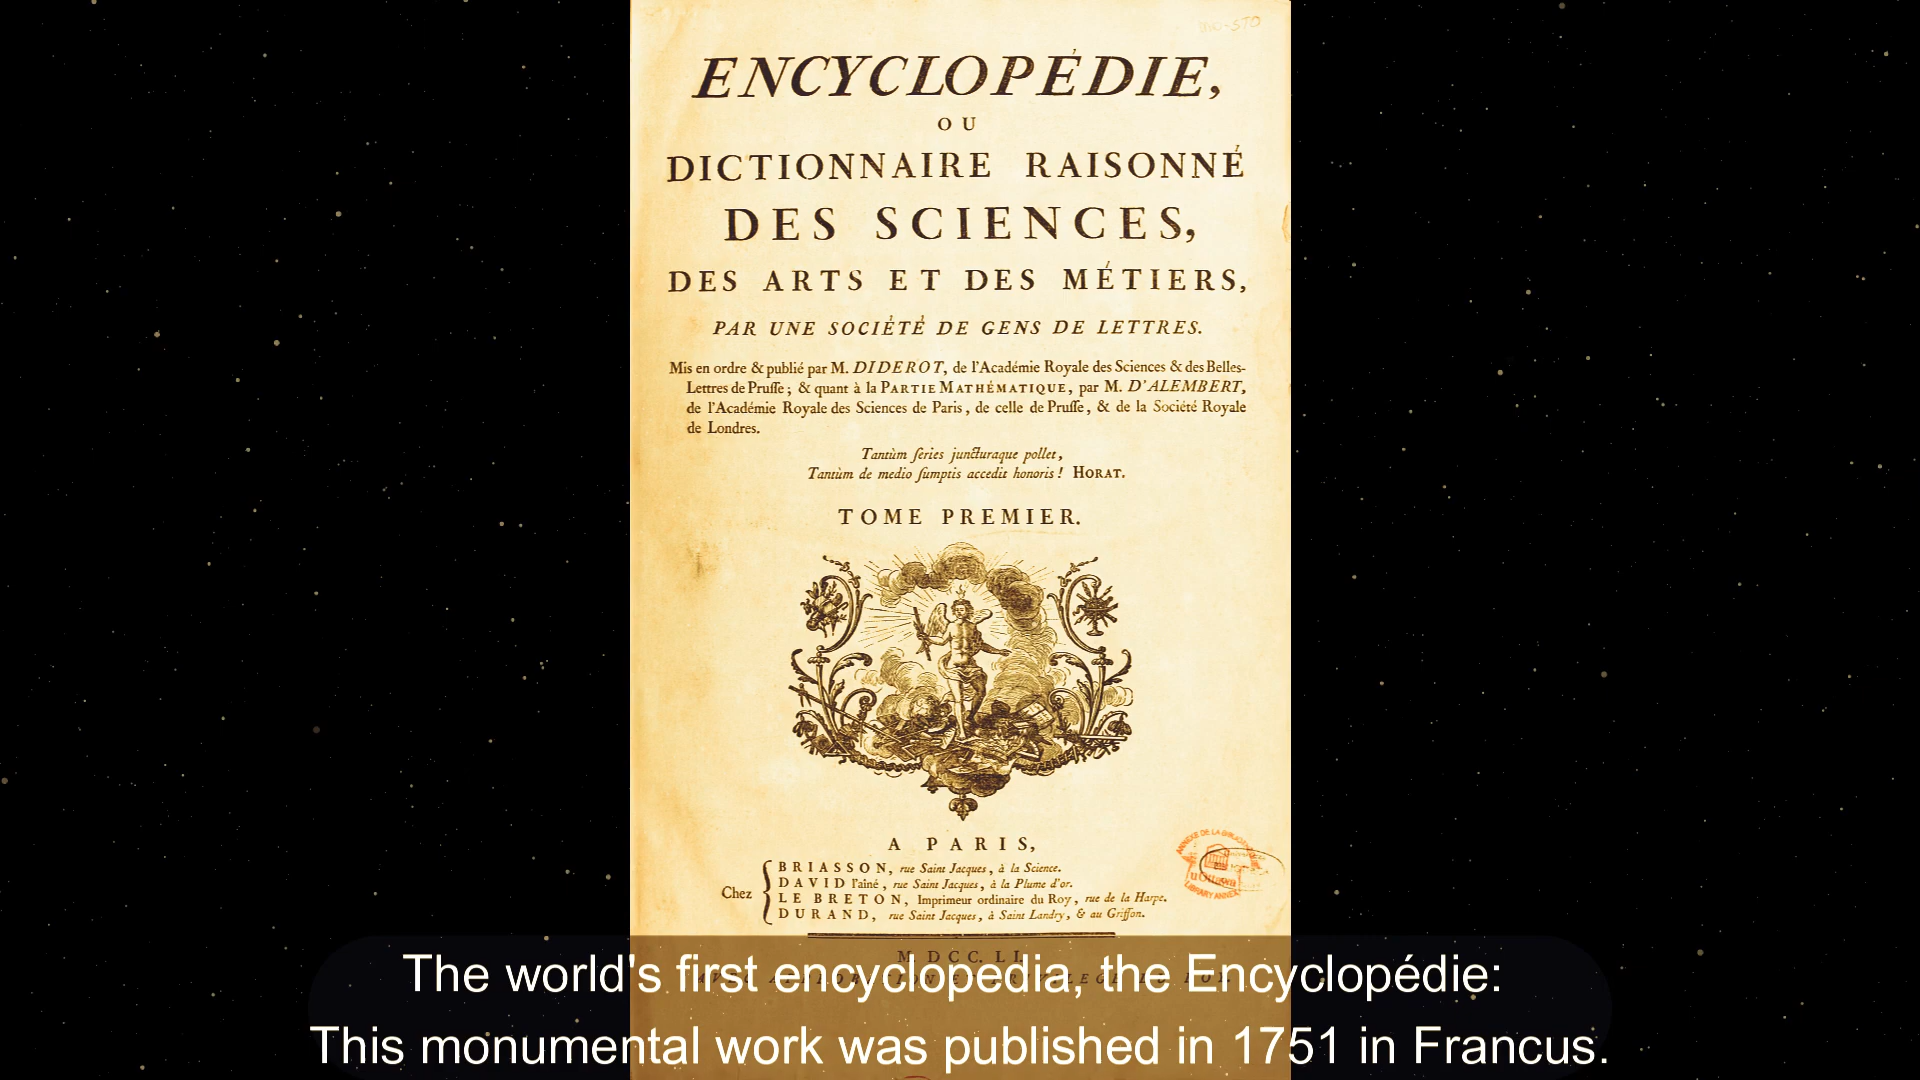 ENCYCLOPÉDIE,
OU
DICTIONNAIRE RAISONNÉ
DES SCIENCES,
DES ARTS ET DES MÉTIERS,
PAR UNE SOCIÉTÉ DE GENS DE LETTRES.
Mis en ordre & publié par M. DIDEROT, de l'Académie Royale des Sciences & des Belles-
Lettres de Pruſſe ; & quant à la PARTIE MATHÉMATIQUE, par M. D'ALEMBERT,
de l'Académie Royale des Sciences de Paris, de celle de Pruſſe, & de la Société Royale
de Londres.
Tantùm ſeries juncturaque pollet,
Tantùm de medio ſumptis accedit honoris ! HORAT.
TOME PREMIER.
A PARIS,
Chez
BRIASSON, rue Saint Jacques, à la Science.
DAVID l'aîné, rue Saint Jacques, à la Plume d'or.
LE BRETON, Imprimeur ordinaire du Roy, rue de la Harpe.
DURAND, rue Saint Jacques, à Saint Landry, & au Griffon.
M. DCC. LI.
uOttawa
LIBRARY ANNEX
The world's first encyclopedia, the Encyclopédie:
This monumental work was published in 1751 in Francus.